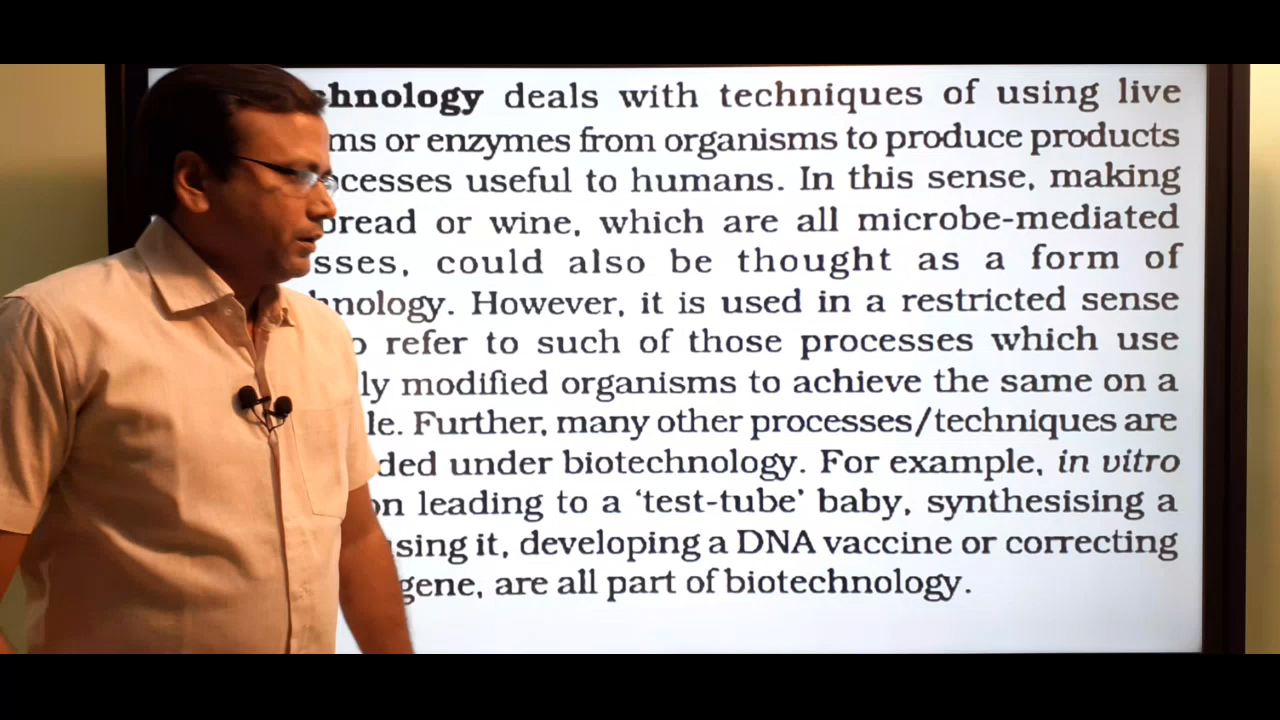 hnology deals with techniques of using live
ms or enzymes from organisms to produce products
ocesses useful to humans. In this sense, making
bread or wine, which are all microbe-mediated
sses, could also be thought as a form of
hnology. However, it is used in a restricted sense
o refer to such of those processes which use
ly modified organisms to achieve the same on a
le. Further, many other processes/techniques are
ded under biotechnology. For example, in vitro
on leading to a ‘test-tube’ baby, synthesising a
sing it, developing a DNA vaccine or correcting
gene, are all part of biotechnology.